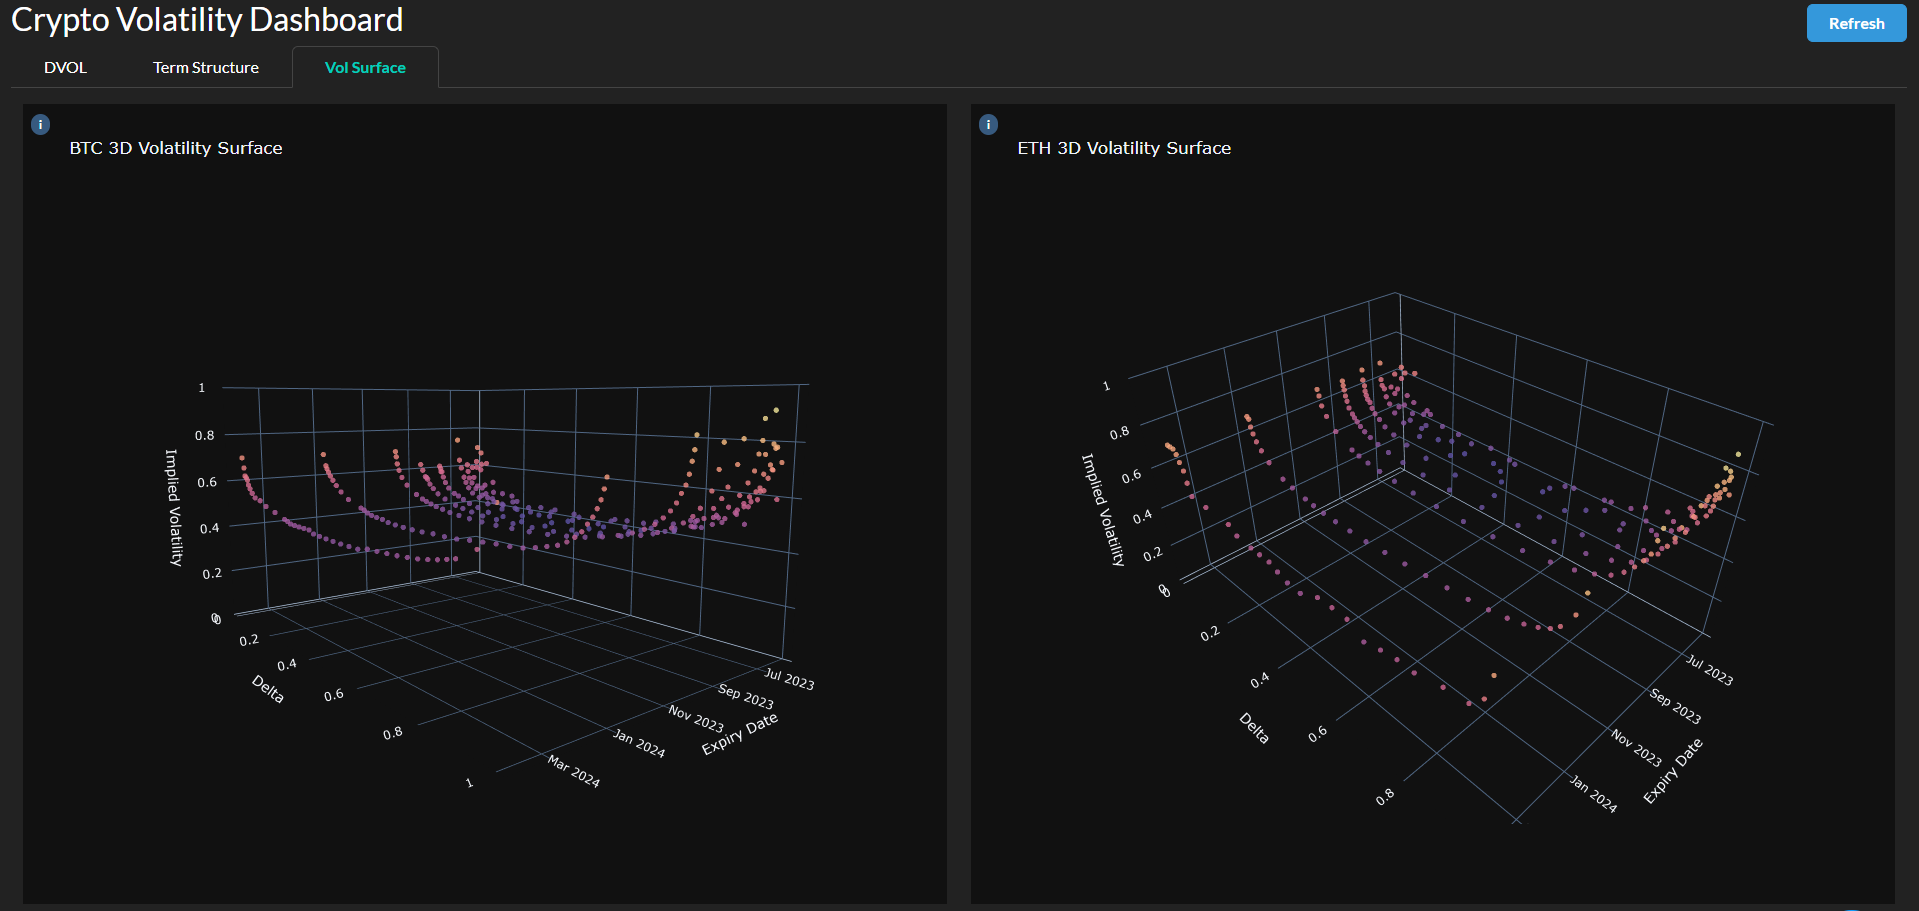 Crypto Volatility Dashboard
Refresh
DVOL
Term Structure
Vol Surface
i
BTC 3D Volatility Surface
1
0.8
0.6
0.4
0.2
0
0
Implied Volatility
0.2
0.4
0.6
0.8
1
Delta
Jul 2023
Sep 2023
Nov 2023
Jan 2024
Mar 2024
Expiry Date
i
ETH 3D Volatility Surface
1
0.8
0.6
0.4
0.2
0
0
Implied Volatility
0.2
0.4
0.6
0.8
Delta
Jul 2023
Sep 2023
Nov 2023
Jan 2024
Expiry Date